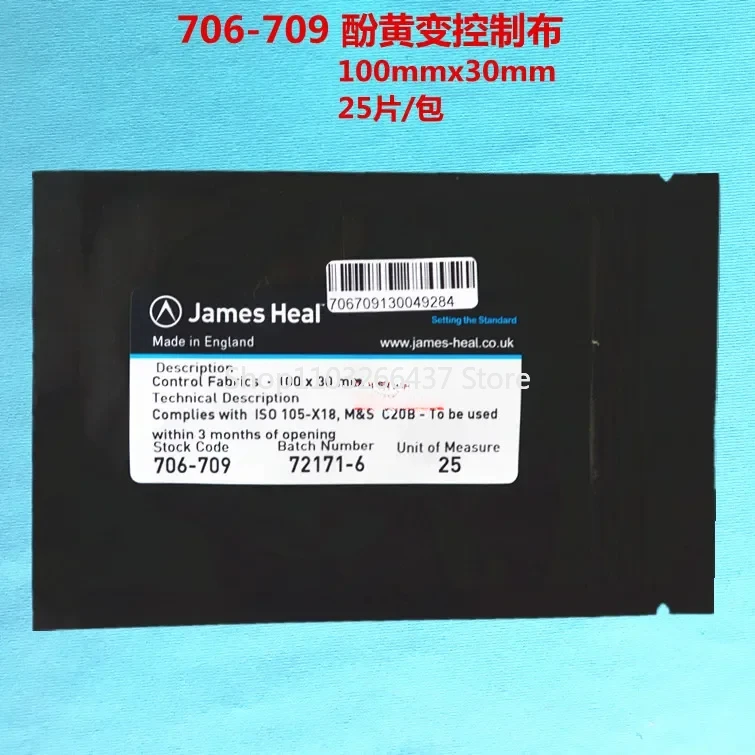 706-709 酚黄变控制布
100mmx30mm
25片/包
706709130049284
James Heal
Setting the Standard
Made in England
www.james-heal.co.uk
Description
Control Fabrics - 100 x 30 mm
Shop1103266437 Store
Technical Description
Complies with ISO 105-X18, M&S C20B - To be used
within 3 months of opening
Stock Code Batch Number Unit of Measure
706-709 72171-6 25